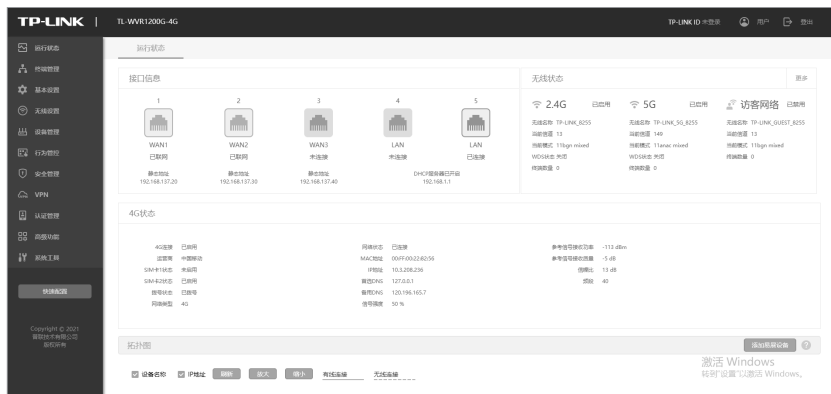 TP-LINK | TL-WVR1200G-4G TP-LINK ID 未登录 用户 登出
运行状态
终端管理
基本设置
无线设置
设备管理
行为管控
安全管理
VPN
认证管理
高级功能
系统工具
快速配置
Copyright © 2021
普联技术有限公司
版权所有
运行状态
接口信息
1 2 3 4 5
WAN1 WAN2 WAN3 LAN LAN
已联网 已联网 未连接 未连接 已连接
静态地址 静态地址 静态地址 DHCP服务器已开启
192.168.137.20 192.168.137.30 192.168.137.40 192.168.1.1
无线状态 更多
2.4G 已启用 5G 已启用 访客网络 已禁用
无线名称 TP-LINK_8255 无线名称 TP-LINK_5G_8255 无线名称 TP-LINK_GUEST_8255
当前信道 13 当前信道 149 当前信道 13
当前模式 11bgn mixed 当前模式 11anac mixed 当前模式 11bgn mixed
WDS状态 关闭 WDS状态 关闭 终端数量 0
终端数量 0 终端数量 0
4G状态
4G连接 已启用 网络状态 已连接 参考信号接收功率 -113 dBm
运营商 中国移动 MAC地址 00:FF:00:22:82:56 参考信号接收质量 -5 dB
SIM卡1状态 未启用 IP地址 10.3.208.236 信噪比 13 dB
SIM卡2状态 已启用 首选DNS 127.0.0.1 频段 40
拨号状态 已拨号 备用DNS 120.196.165.7
网络类型 4G 信号强度 50 %
拓扑图 添加易展设备
设备名称 IP地址 刷新 放大 缩小 有线连接 无线连接
激活 Windows
转到"设置"以激活 Windows。